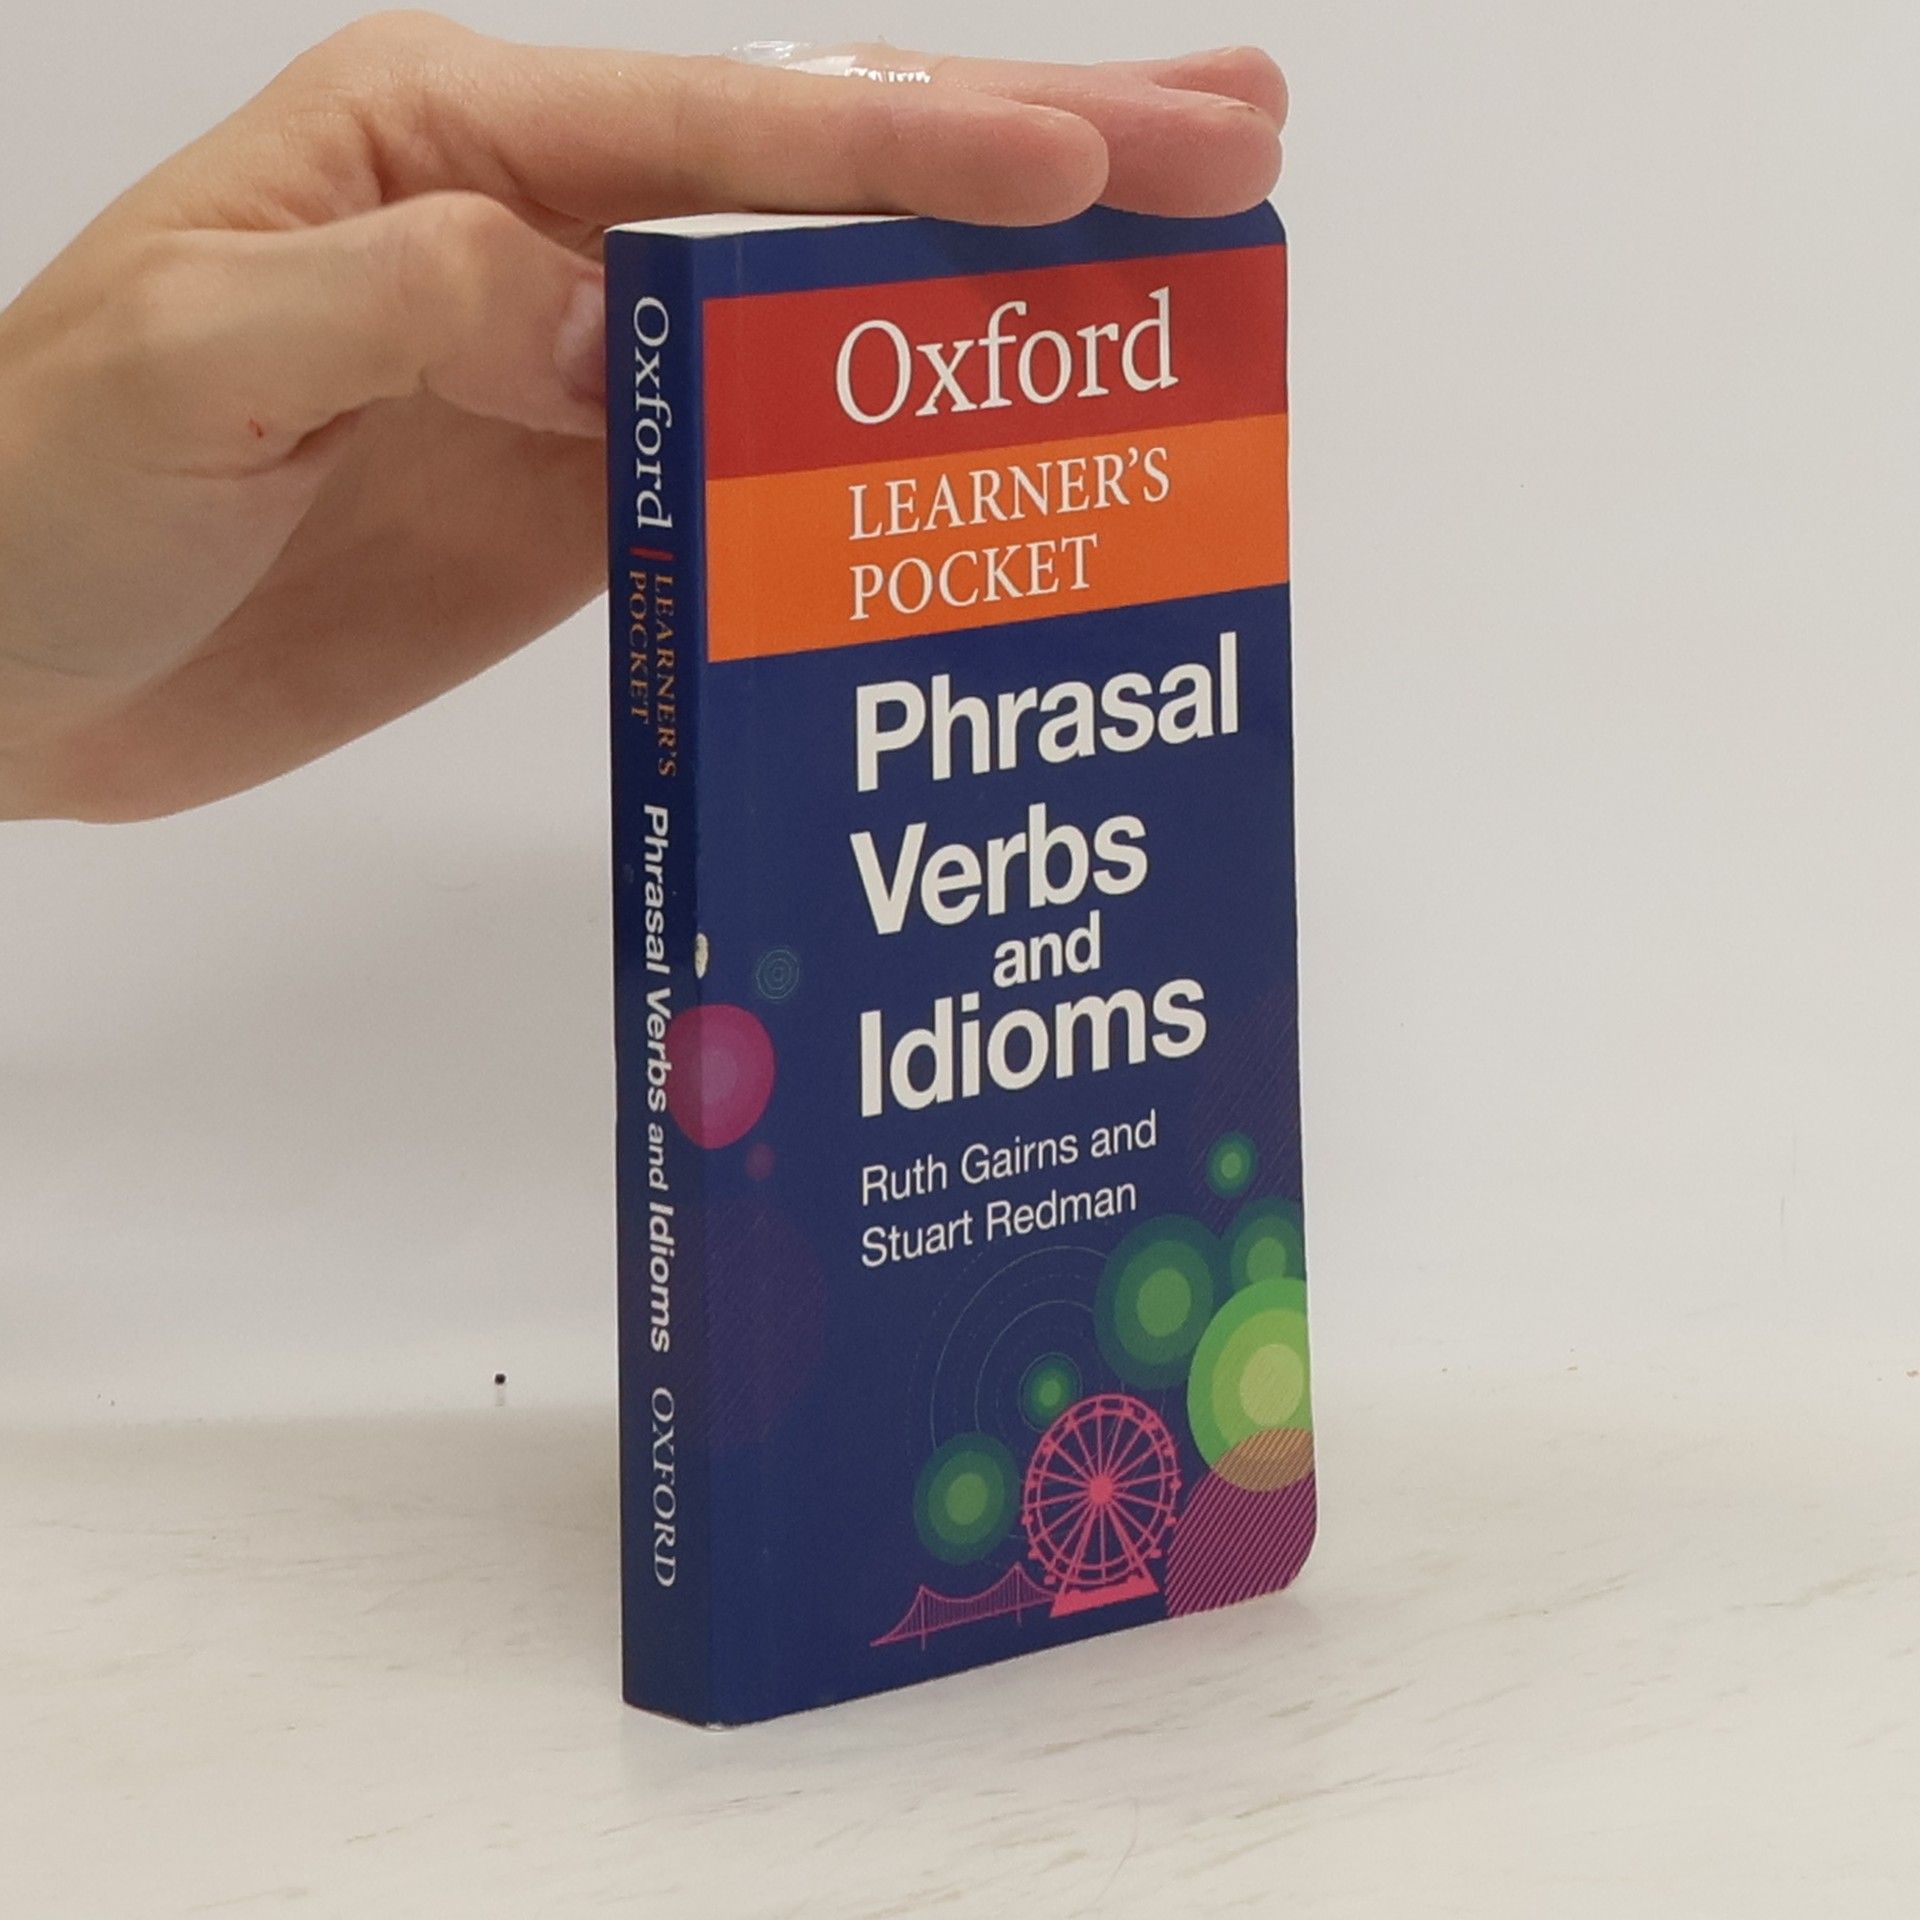 Oxford
LEARNER'S
POCKET
Phrasal
Verbs
and
Idioms
Ruth Gairns and
Stuart Redman
Oxford LEARNER'S POCKET Phrasal Verbs and Idioms OXFORD